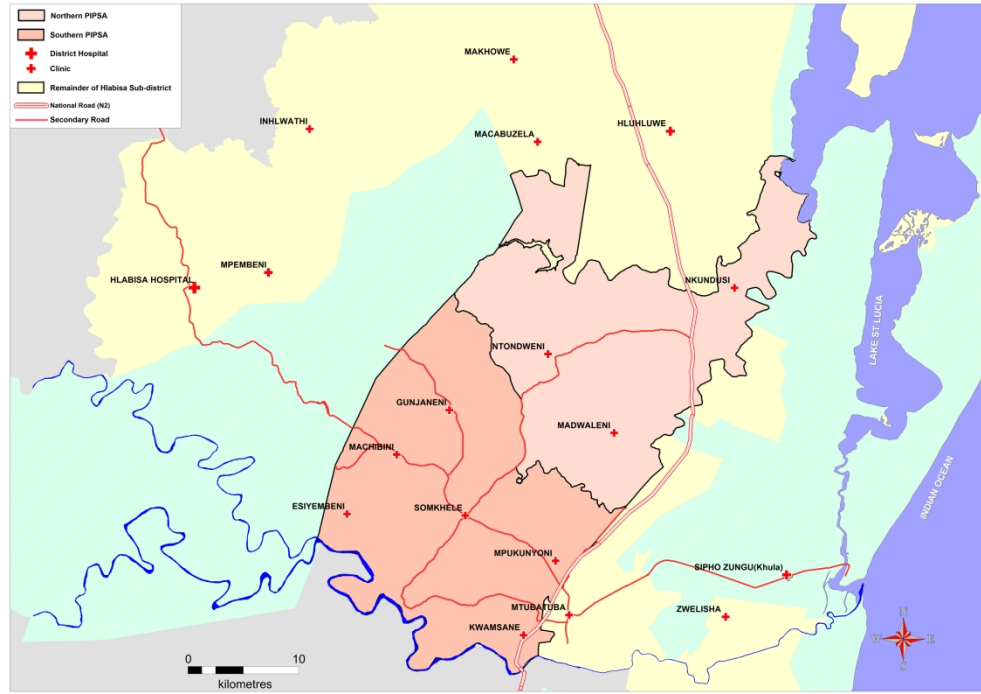 Northern PIPSA
Southern PIPSA
District Hospital
Clinic
Remainder of Hlabisa Sub-district
National Road (N2)
Secondary Road
MAKHOWE
INHLWATHI
MACABUZELA
HLUHLUWE
MPEMBENI
HLABISA HOSPITAL
NKUNDUSI
NTONDWENI
LAKE ST LUCIA
GUNJANENI
MADWALENI
MACHIBINI
ESIYEMBENI
SOMKHELE
INDIAN OCEAN
MPUKUNYONI
SIPHO ZUNGU(Khula)
MTUBATUBA
ZWELISHA
KWAMSANE
N
W E
S
0 10
kilometres